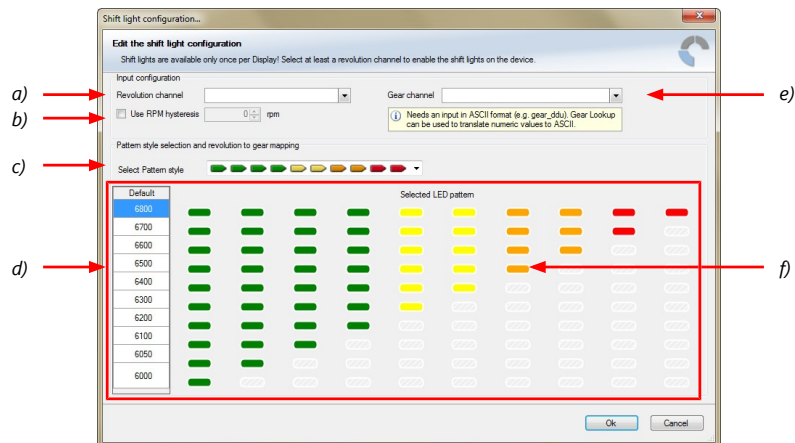 Shift light configuration...
Edit the shift light configuration
Shift lights are available only once per Display! Select at least a revolution channel to enable the shift lights on the device.
Input configuration
a)
Revolution channel
Gear channel
e)
b)
Use RPM hysteresis
0
rpm
Needs an input in ASCII format (e.g. gear_ddu). Gear Lookup
can be used to translate numeric values to ASCII.
Pattern style selection and revolution to gear mapping
c)
Select Pattern style
Default
Selected LED pattern
6800
6700
6600
d)
6500
f)
6400
6300
6200
6100
6050
6000
Ok
Cancel